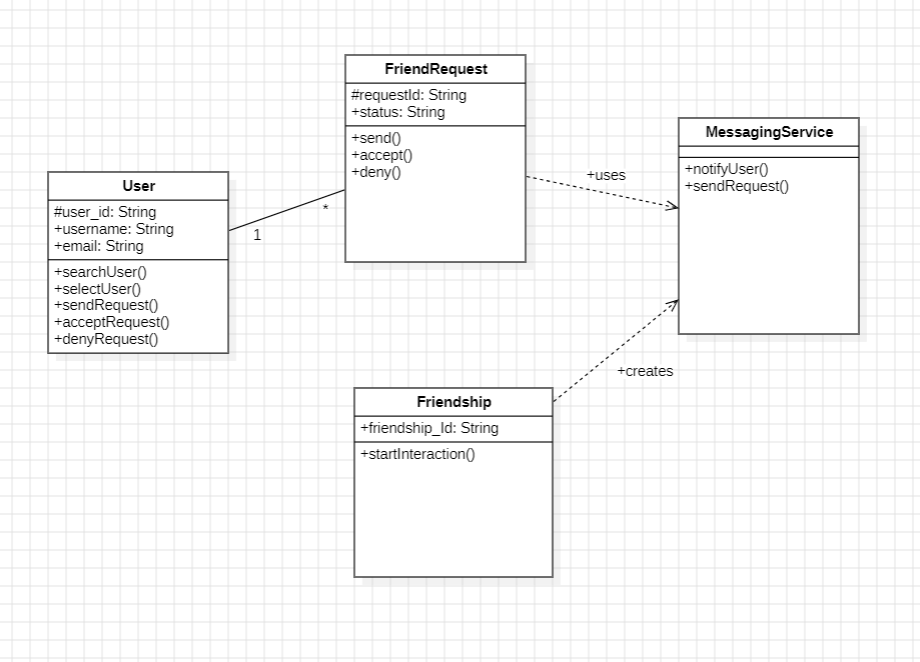 FriendRequest
#requestId: String
+status: String
+send()
+accept()
+deny()
MessagingService
+notifyUser()
+sendRequest()
User
#user_id: String
+username: String
+email: String
+searchUser()
+selectUser()
+sendRequest()
+acceptRequest()
+denyRequest()
1
*
+uses
+creates
Friendship
+friendship_Id: String
+startInteraction()